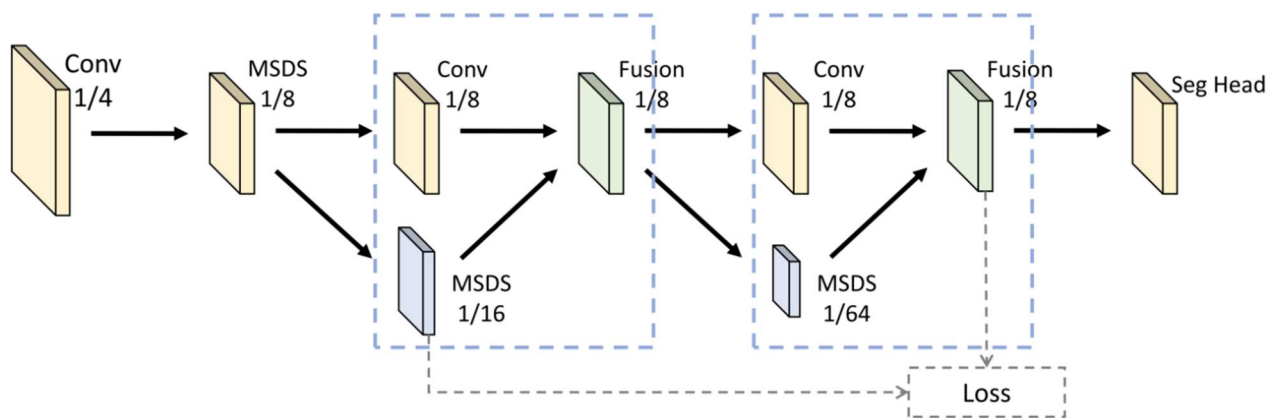 Conv
1/4
MSDS
1/8
Conv
1/8
Fusion
1/8
Conv
1/8
Fusion
1/8
Seg Head
MSDS
1/16
MSDS
1/64
Loss